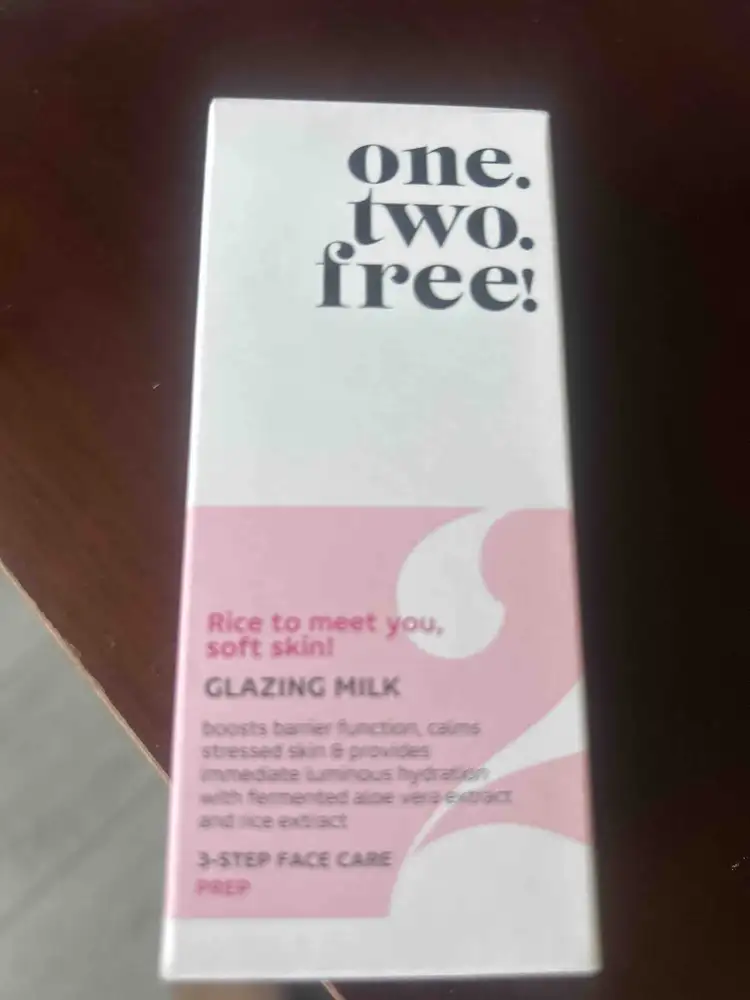 one.
two.
free!
Rice to meet you,
soft skin!
GLAZING MILK
boosts barrier function, calms
stressed skin & provides
immediate luminous hydration
with fermented aloe vera extract
and rice extract
3-STEP FACE CARE
PREP